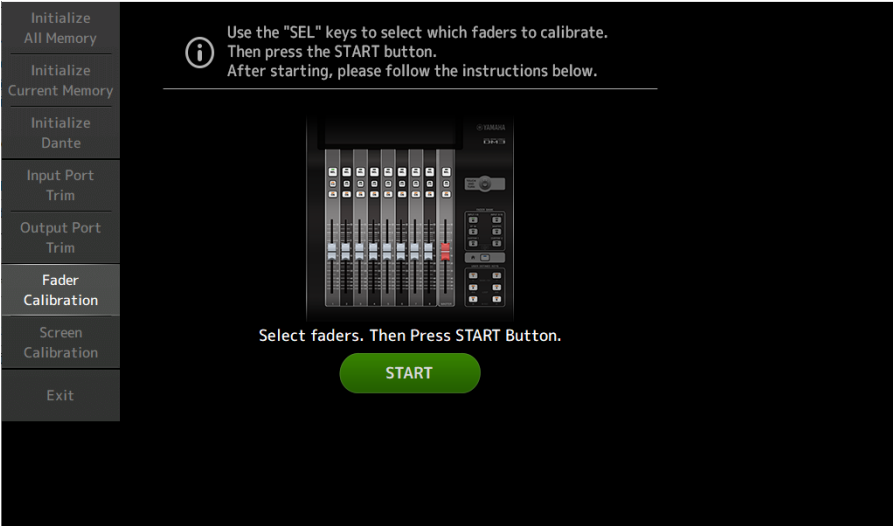 Initialize
All Memory
Initialize
Current Memory
Initialize
Dante
Input Port
Trim
Output Port
Trim
Fader
Calibration
Screen
Calibration
Exit
Use the "SEL" keys to select which faders to calibrate.
Then press the START button.
After starting, please follow the instructions below.
YAMAHA
DM3
Select faders. Then Press START Button.
START